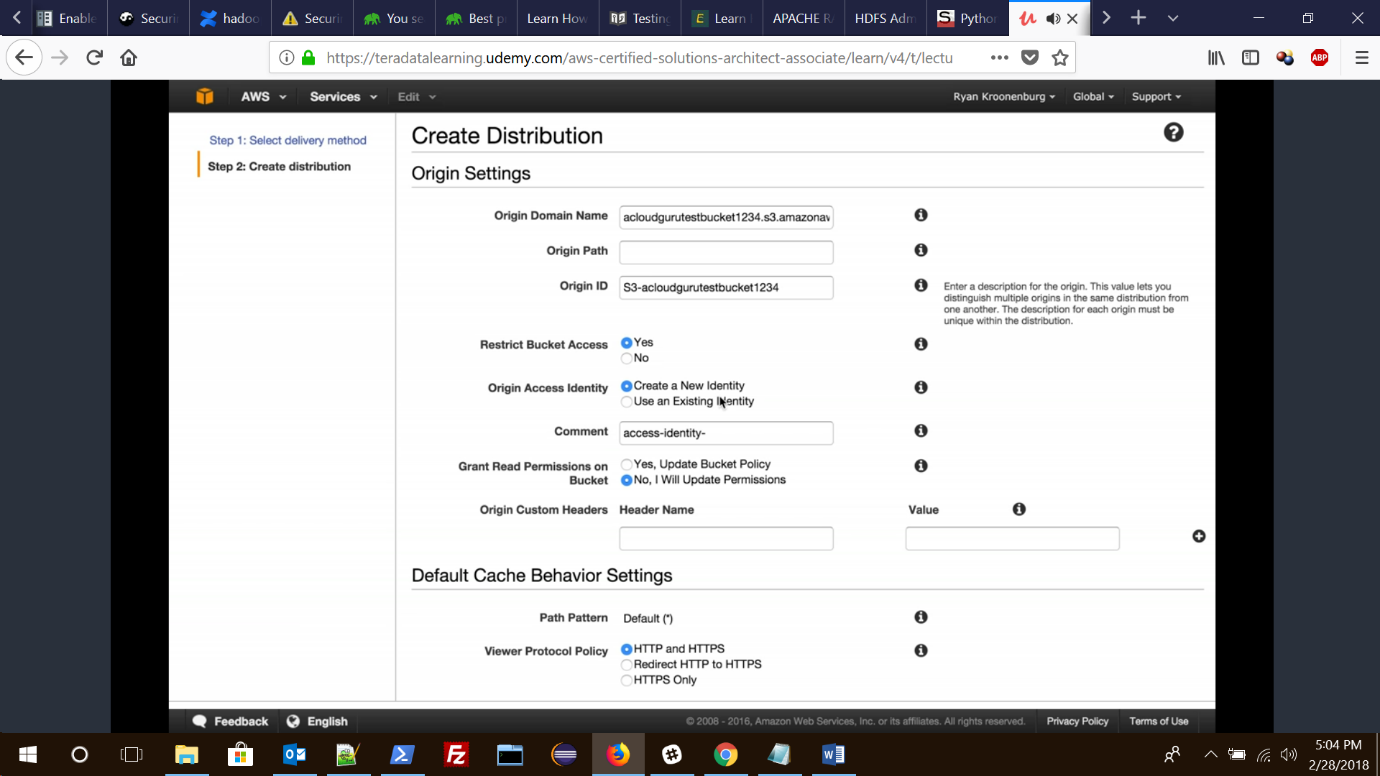 Enable
Securi
hadoo
Securi
You se
Best p
Learn How
Testing
Learn
APACHE RA
HDFS Adm
Python
https://teradatalearning.udemy.com/aws-certified-solutions-architect-associate/learn/v4/t/lectu
ABP
AWS Services Edit Ryan Kroonenburg Global Support
Step 1: Select delivery method
Step 2: Create distribution
Create Distribution
Origin Settings
Origin Domain Name acloudgurutestbucket1234.s3.amazonaw
Origin Path
Origin ID S3-acloudgurutestbucket1234
Enter a description for the origin. This value lets you
distinguish multiple origins in the same distribution from
one another. The description for each origin must be
unique within the distribution.
Restrict Bucket Access Yes
No
Origin Access Identity Create a New Identity
Use an Existing Identity
Comment access-identity-
Grant Read Permissions on Bucket Yes, Update Bucket Policy
No, I Will Update Permissions
Origin Custom Headers Header Name Value
Default Cache Behavior Settings
Path Pattern Default (*)
Viewer Protocol Policy HTTP and HTTPS
Redirect HTTP to HTTPS
HTTPS Only
Feedback English © 2008 - 2016, Amazon Web Services, Inc. or its affiliates. All rights reserved. Privacy Policy Terms of Use
5:04 PM
2/28/2018